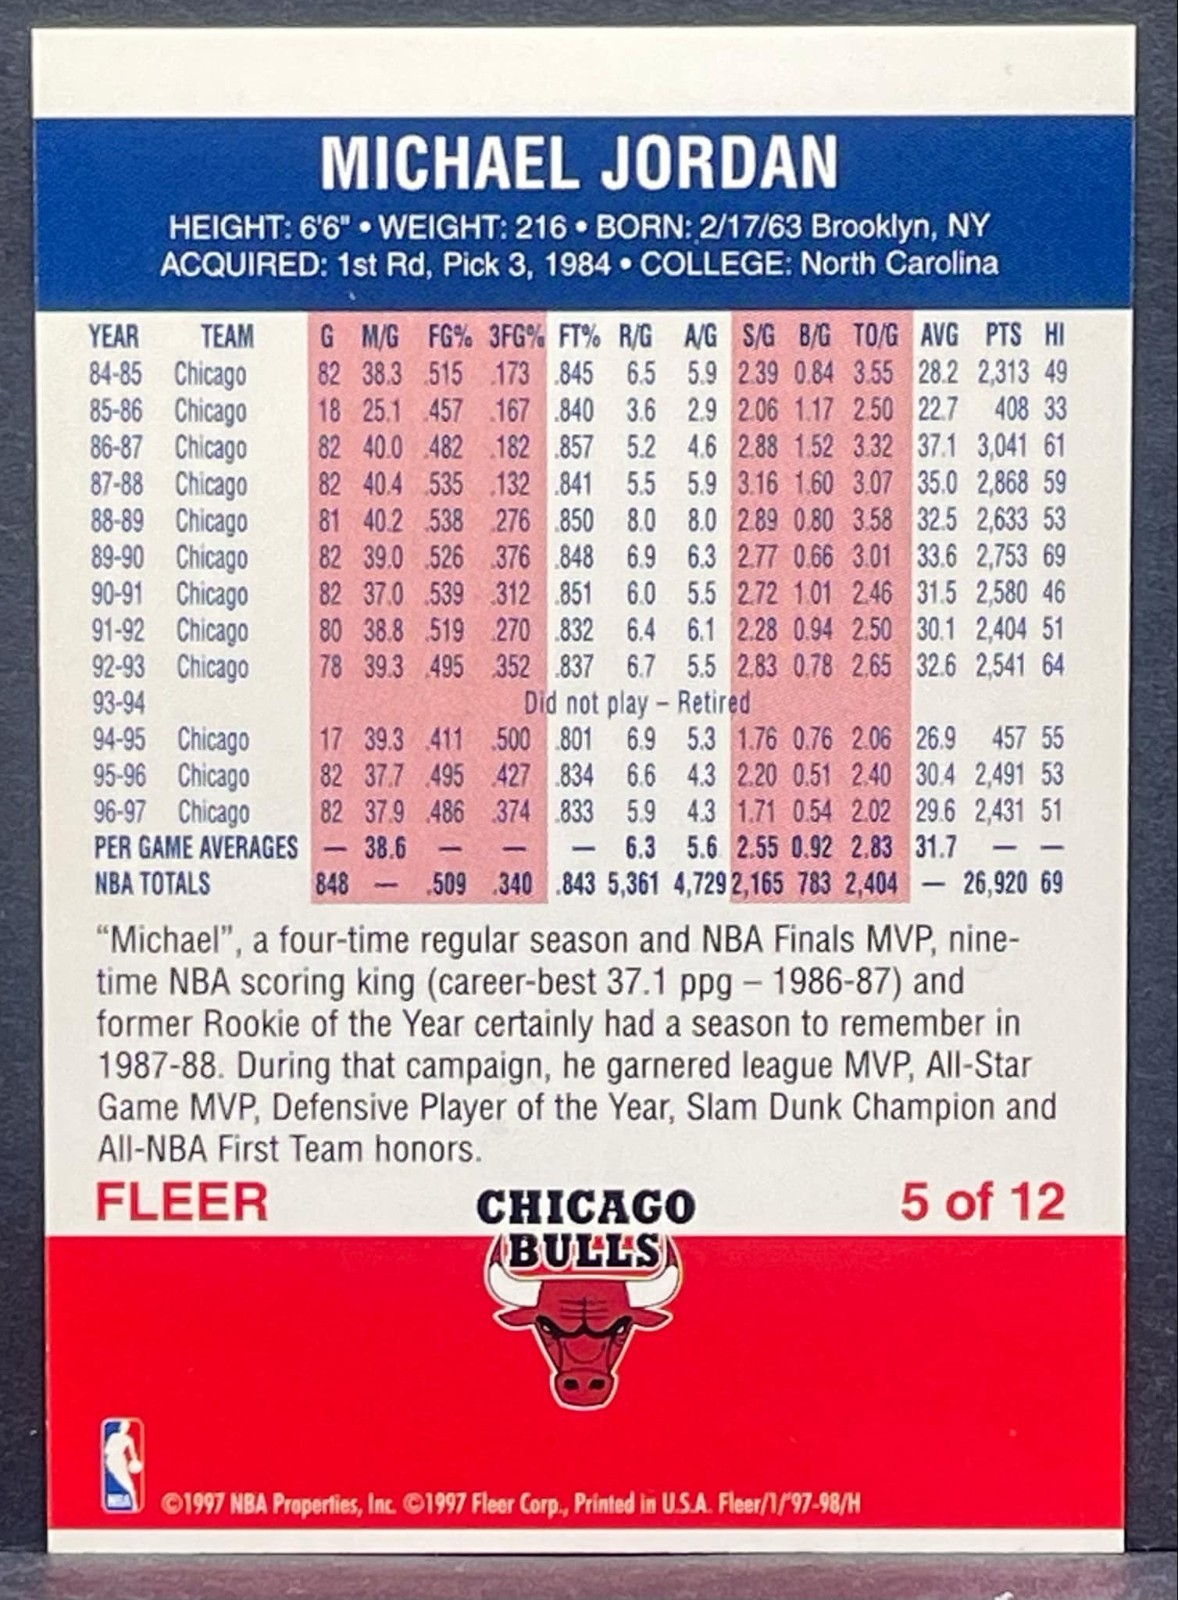 MICHAEL JORDAN
HEIGHT: 6'6" • WEIGHT: 216 • BORN: 2/17/63 Brooklyn, NY
ACQUIRED: 1st Rd, Pick 3, 1984 • COLLEGE: North Carolina
YEAR TEAM G M/G FG% 3FG% FT% R/G A/G S/G B/G TO/G AVG PTS HI
84-85 Chicago 82 38.3 .515 .173 .845 6.5 5.9 2.39 0.84 3.55 28.2 2,313 49
85-86 Chicago 18 25.1 .457 .167 .840 3.6 2.9 2.06 1.17 2.50 22.7 408 33
86-87 Chicago 82 40.0 .482 .182 .857 5.2 4.6 2.88 1.52 3.32 37.1 3,041 61
87-88 Chicago 82 40.4 .535 .132 .841 5.5 5.9 3.16 1.60 3.07 35.0 2,868 59
88-89 Chicago 81 40.2 .538 .276 .850 8.0 8.0 2.89 0.80 3.58 32.5 2,633 53
89-90 Chicago 82 39.0 .526 .376 .848 6.9 6.3 2.77 0.66 3.01 33.6 2,753 69
90-91 Chicago 82 37.0 .539 .312 .851 6.0 5.5 2.72 1.01 2.46 31.5 2,580 46
91-92 Chicago 80 38.8 .519 .270 .832 6.4 6.1 2.28 0.94 2.50 30.1 2,404 51
92-93 Chicago 78 39.3 .495 .352 .837 6.7 5.5 2.83 0.78 2.65 32.6 2,541 64
93-94 Did not play – Retired
94-95 Chicago 17 39.3 .411 .500 .801 6.9 5.3 1.76 0.76 2.06 26.9 457 55
95-96 Chicago 82 37.7 .495 .427 .834 6.6 4.3 2.20 0.51 2.40 30.4 2,491 53
96-97 Chicago 82 37.9 .486 .374 .833 5.9 4.3 1.71 0.54 2.02 29.6 2,431 51
PER GAME AVERAGES — 38.6 — — — 6.3 5.6 2.55 0.92 2.83 31.7 — —
NBA TOTALS 848 — .509 .340 .843 5,361 4,729 2,165 783 2,404 — 26,920 69
“Michael”, a four-time regular season and NBA Finals MVP, nine-
time NBA scoring king (career-best 37.1 ppg – 1986-87) and
former Rookie of the Year certainly had a season to remember in
1987-88. During that campaign, he garnered league MVP, All-Star
Game MVP, Defensive Player of the Year, Slam Dunk Champion and
All-NBA First Team honors.
FLEER CHICAGO 5 of 12
BULLS
NBA
©1997 NBA Properties, Inc. ©1997 Fleer Corp., Printed in U.S.A. Fleer/1/'97-98/H